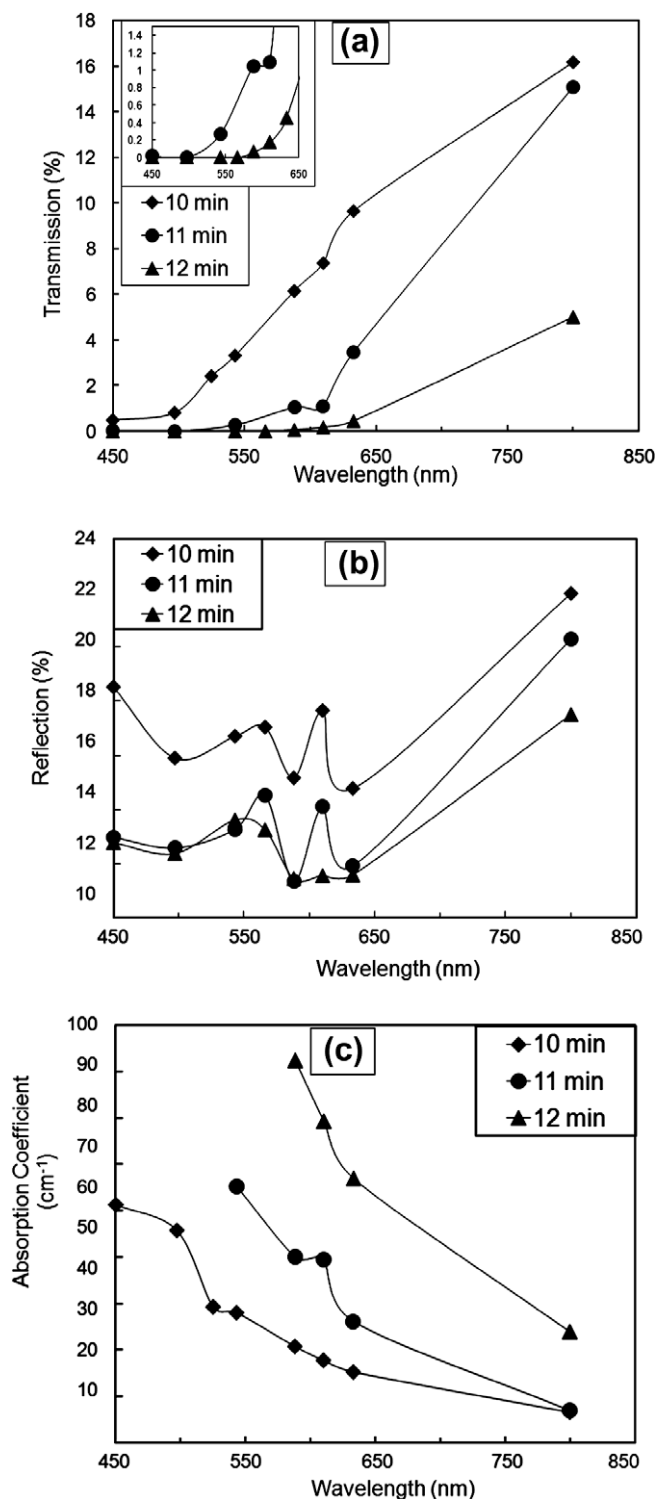 (a)
Transmission (%)
18
16
14
12
10
8
6
4
2
0
1.4
1.2
1
0.8
0.6
0.4
0.2
0
450
550
650
10 min
11 min
12 min
450
550
650
750
850
Wavelength (nm)
(b)
Reflection (%)
24
22
20
18
16
14
12
10
10 min
11 min
12 min
450
550
650
750
850
Wavelength (nm)
(c)
Absorption Coefficient
(cm-1)
100
90
80
70
60
50
40
30
20
10
10 min
11 min
12 min
450
550
650
750
850
Wavelength (nm)